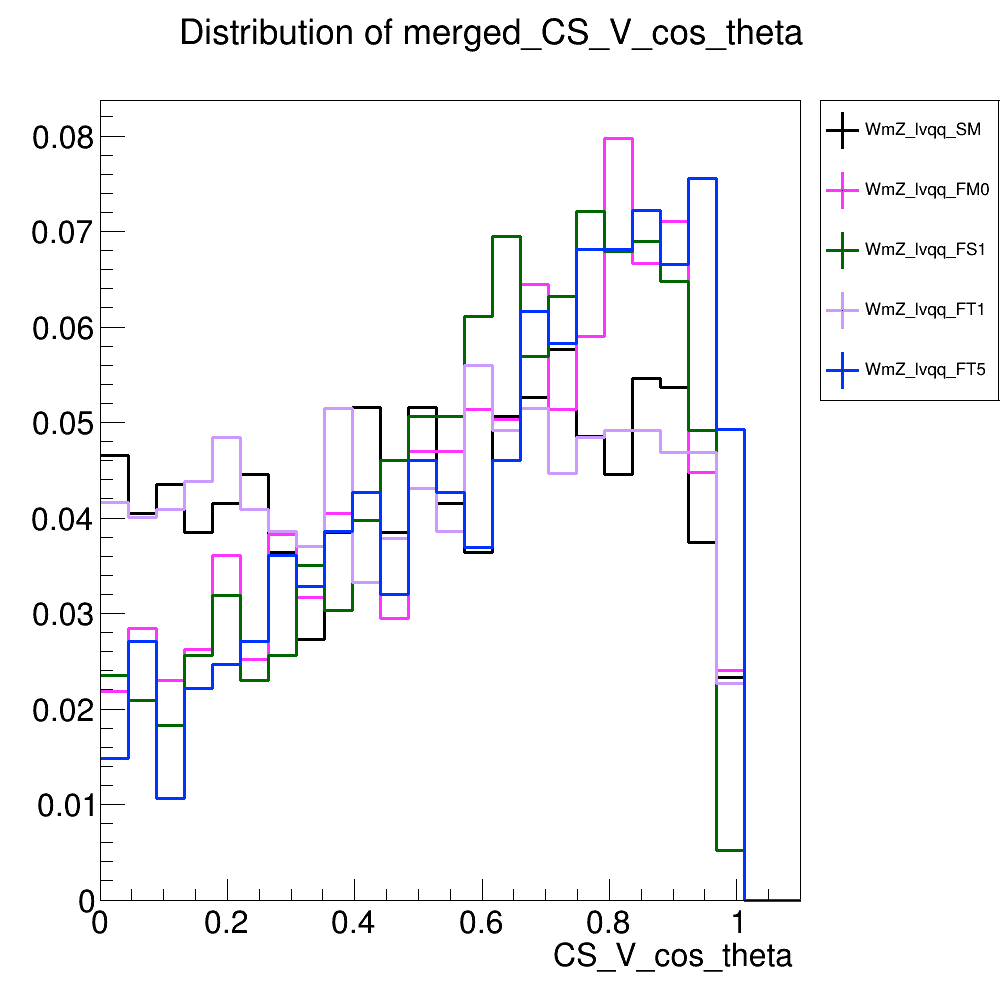 Distribution of merged_CS_V_cos_theta
0.08
0.07
0.06
0.05
0.04
0.03
0.02
0.01
0
0 0.2 0.4 0.6 0.8 1
CS_V_cos_theta
WmZ_lvqq_SM
WmZ_lvqq_FM0
WmZ_lvqq_FS1
WmZ_lvqq_FT1
WmZ_lvqq_FT5